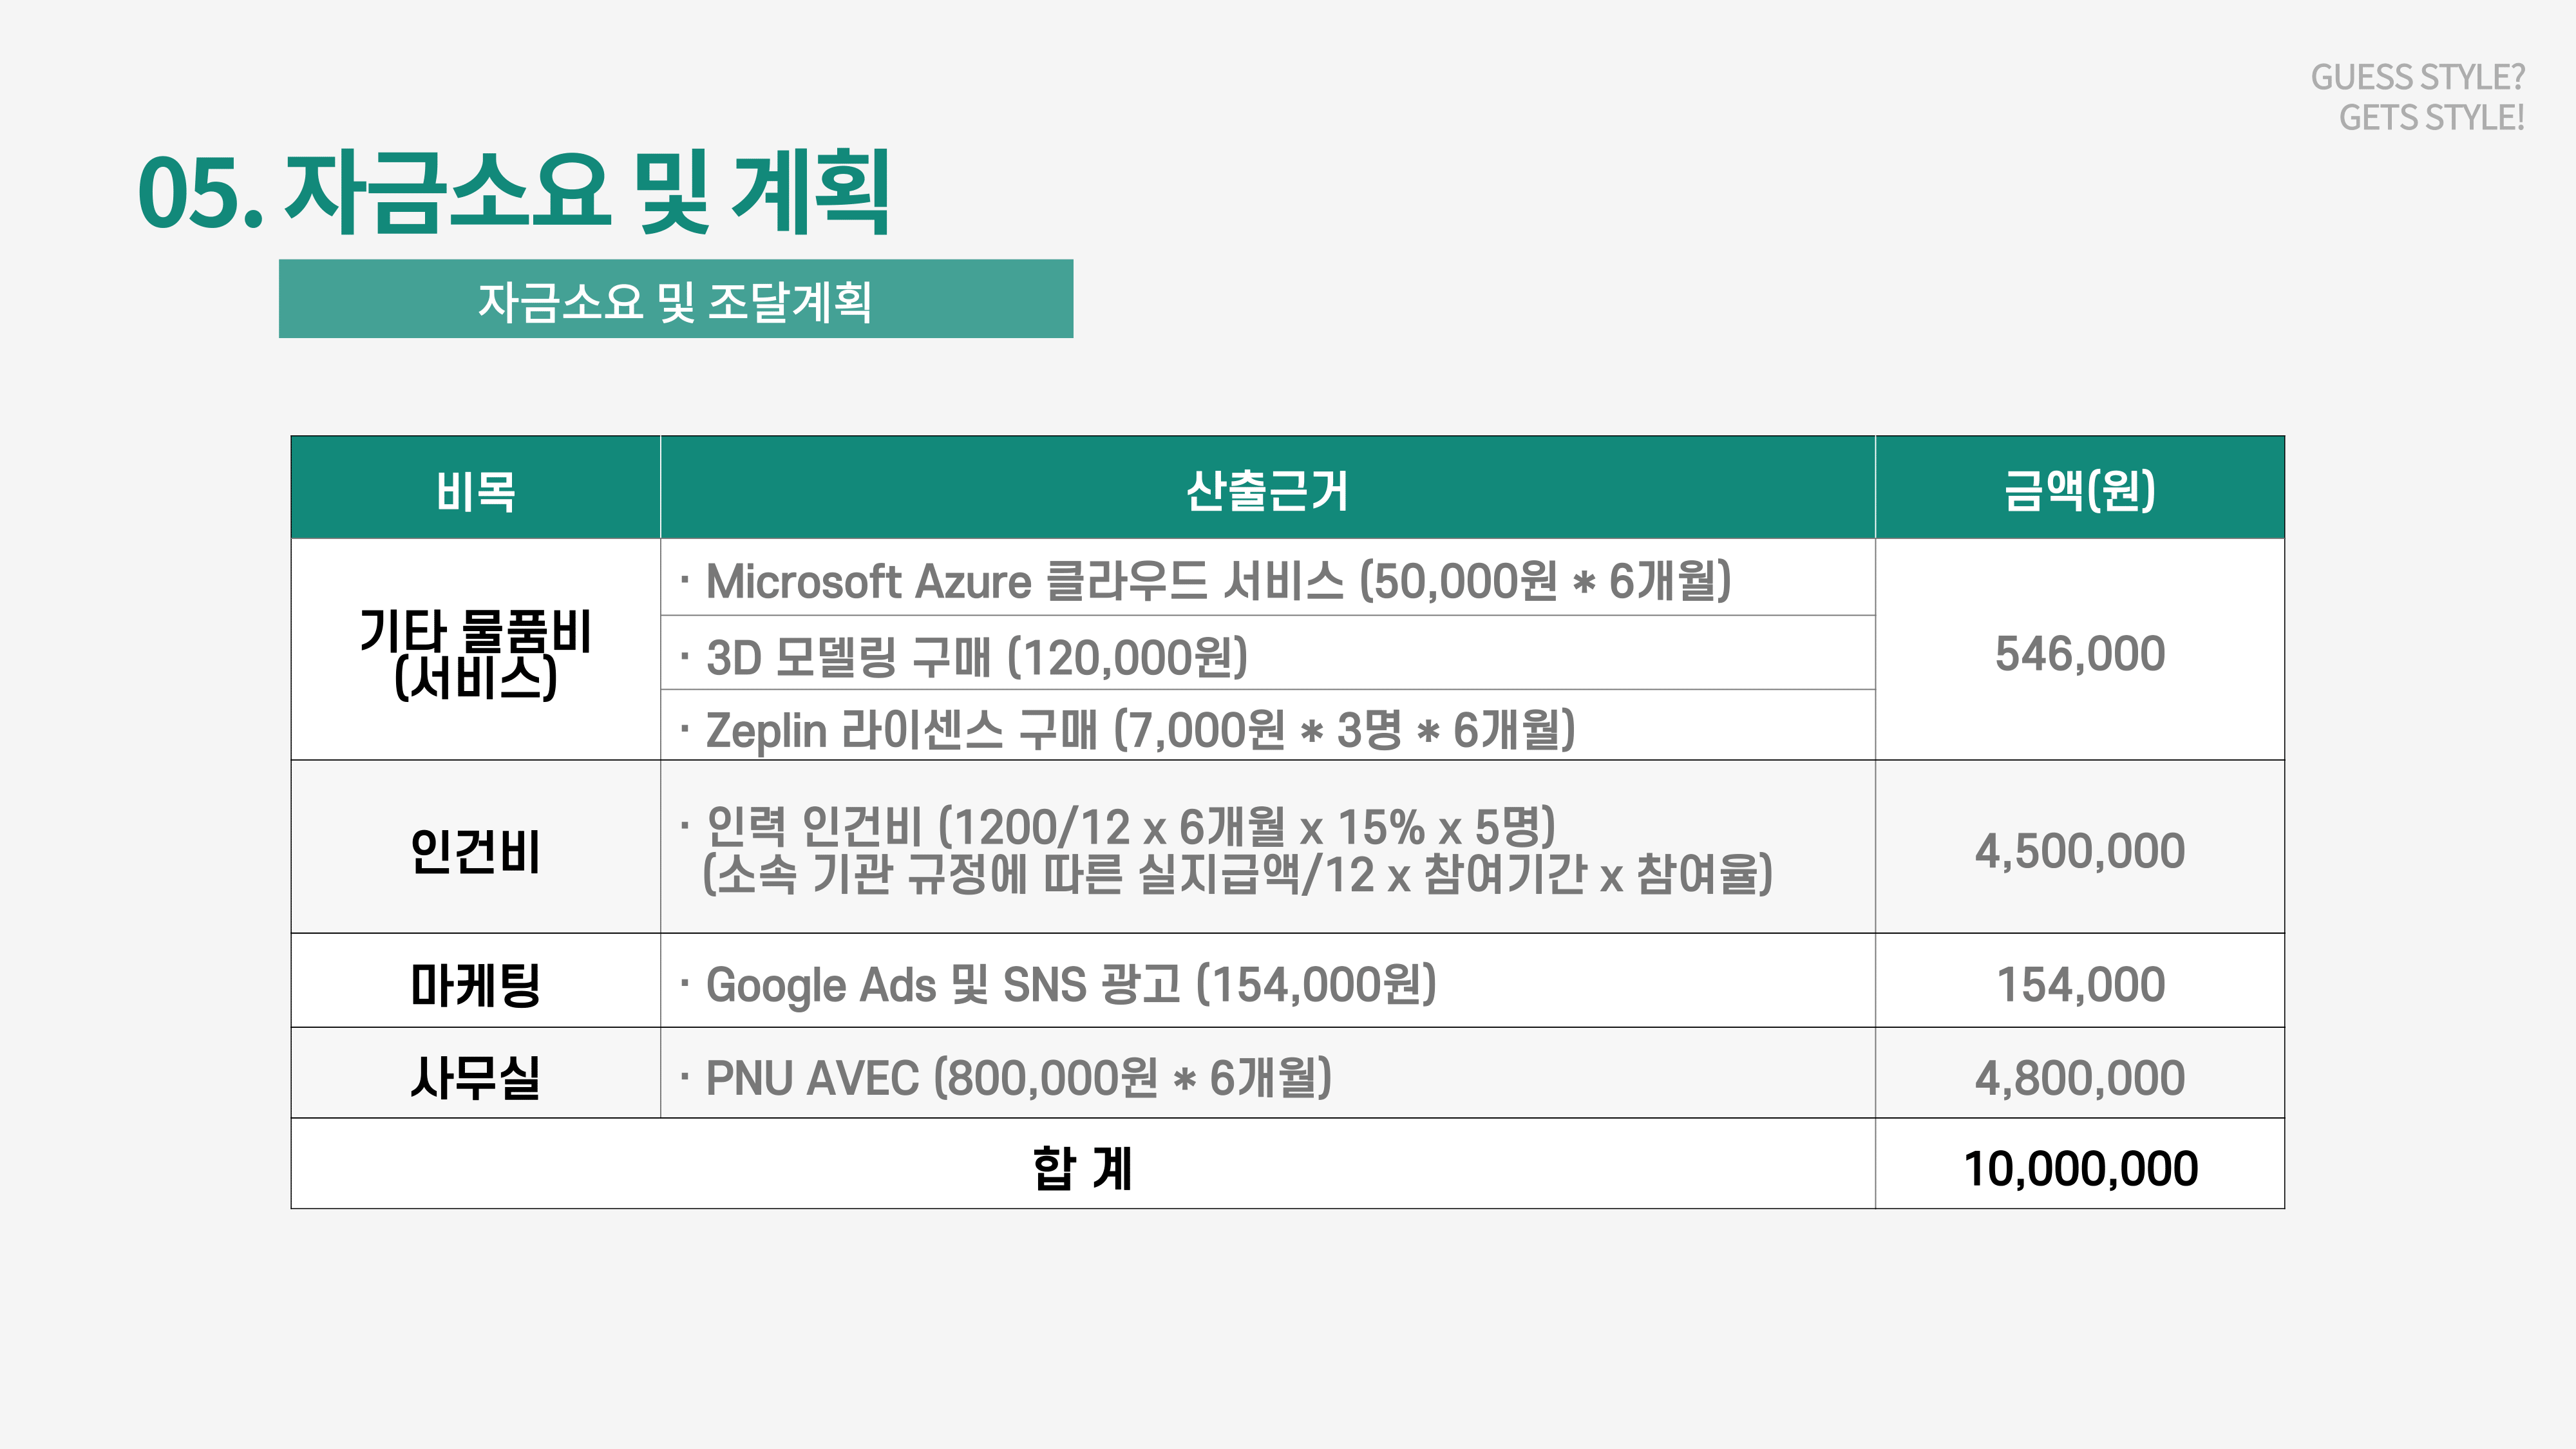 GUESS STYLE?
GETS STYLE!
05. 자금소요 및 계획
자금소요 및 조달계획
비목
산출근거
금액(원)
기타 물품비
(서비스)
· Microsoft Azure 클라우드 서비스 (50,000원 * 6개월)
· 3D 모델링 구매 (120,000원)
· Zeplin 라이센스 구매 (7,000원 * 3명 * 6개월)
546,000
인건비
· 인력 인건비 (1200/12 x 6개월 x 15% x 5명)
(소속 기관 규정에 따른 실지급액/12 x 참여기간 x 참여율)
4,500,000
마케팅
· Google Ads 및 SNS 광고 (154,000원)
154,000
사무실
· PNU AVEC (800,000원 * 6개월)
4,800,000
합 계
10,000,000